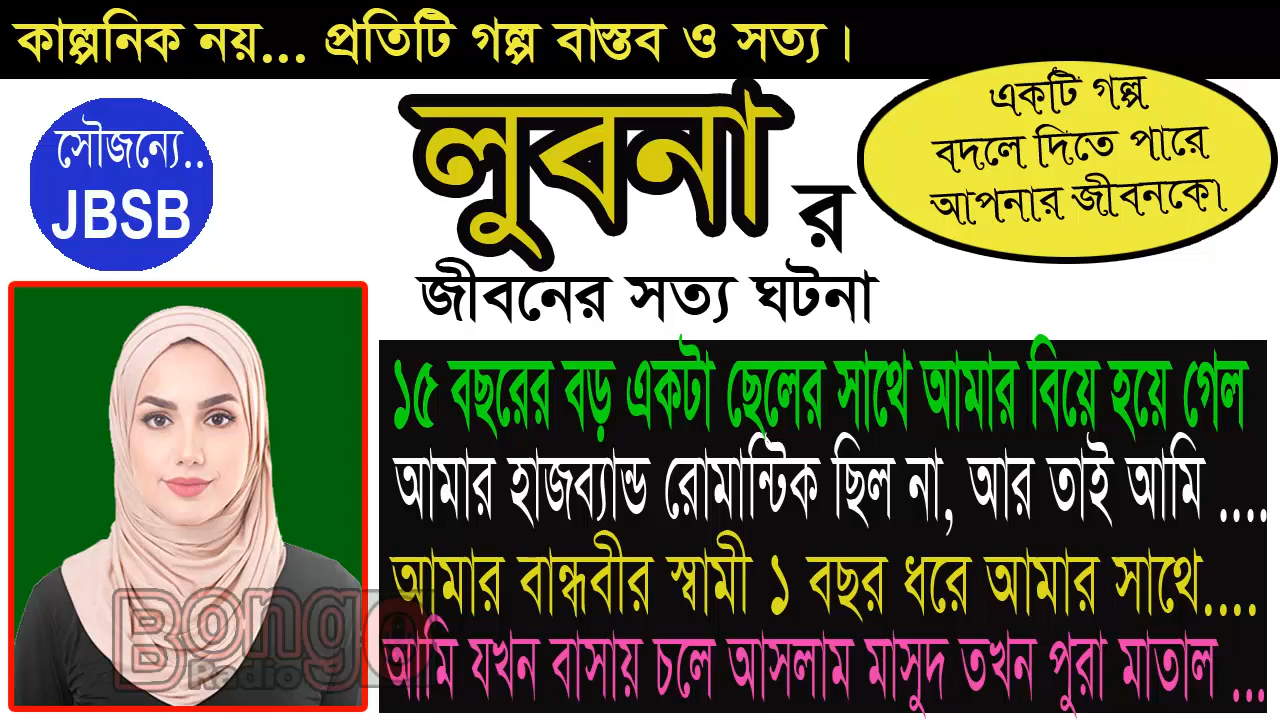 কাল্পনিক নয়... প্রতিটি গল্প বাস্তব ও সত্য।
সৌজন্যে..
JBSB
লুবনা র
জীবনের সত্য ঘটনা
একটি গল্প
বদলে দিতে পারে
আপনার জীবনকে।
১৫ বছরের বড় একটা ছেলের সাথে আমার বিয়ে হয়ে গেল
আমার হাজব্যান্ড রোমান্টিক ছিল না, আর তাই আমি ....
আমার বান্ধবীর স্বামী ১ বছর ধরে আমার সাথে....
আমি যখন বাসায় চলে আসলাম মাসুদ তখন পুরা মাতাল ...
Bongo
Radio